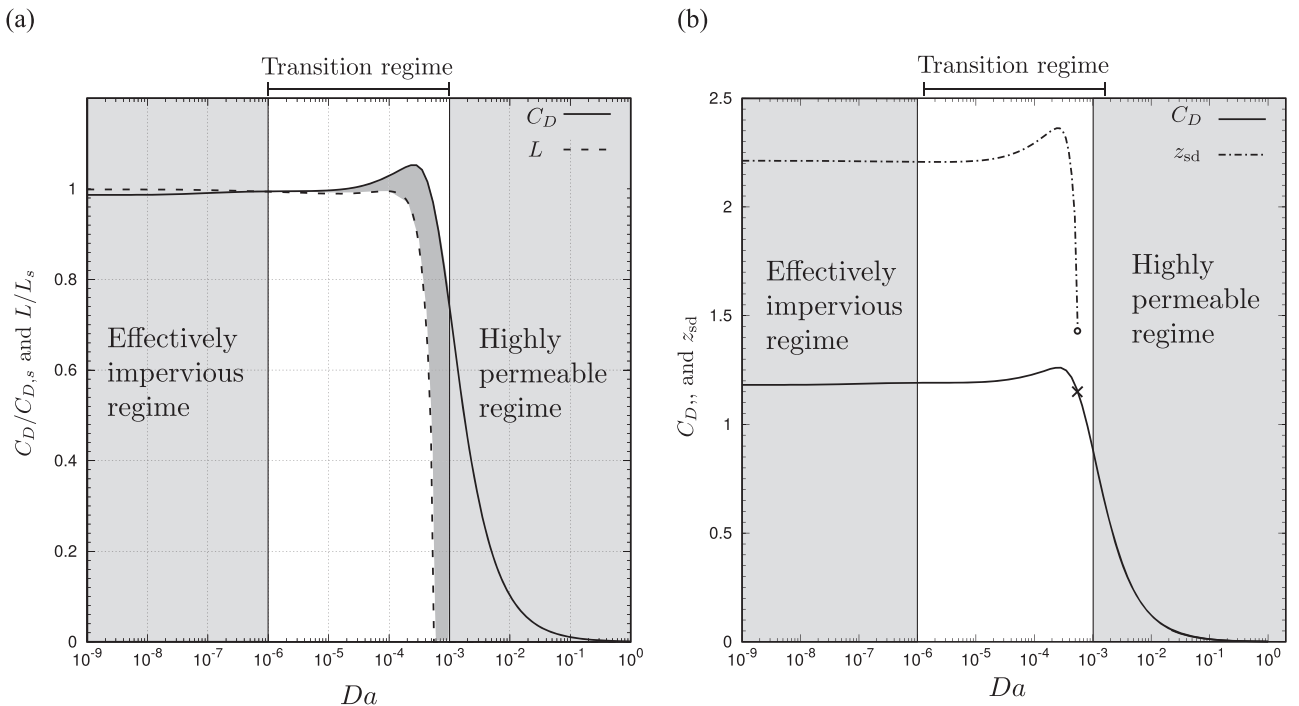 (a)
Transition regime
C_D
L
1
0.8
0.6
0.4
0.2
0
C_D/C_{D,s} and L/L_s
Effectively
impervious
regime
Highly
permeable
regime
10^-9 10^-8 10^-7 10^-6 10^-5 10^-4 10^-3 10^-2 10^-1 10^0
Da
(b)
Transition regime
C_D
z_sd
2.5
2
1.5
1
0.5
0
C_D,, and z_sd
Effectively
impervious
regime
Highly
permeable
regime
10^-9 10^-8 10^-7 10^-6 10^-5 10^-4 10^-3 10^-2 10^-1 10^0
Da